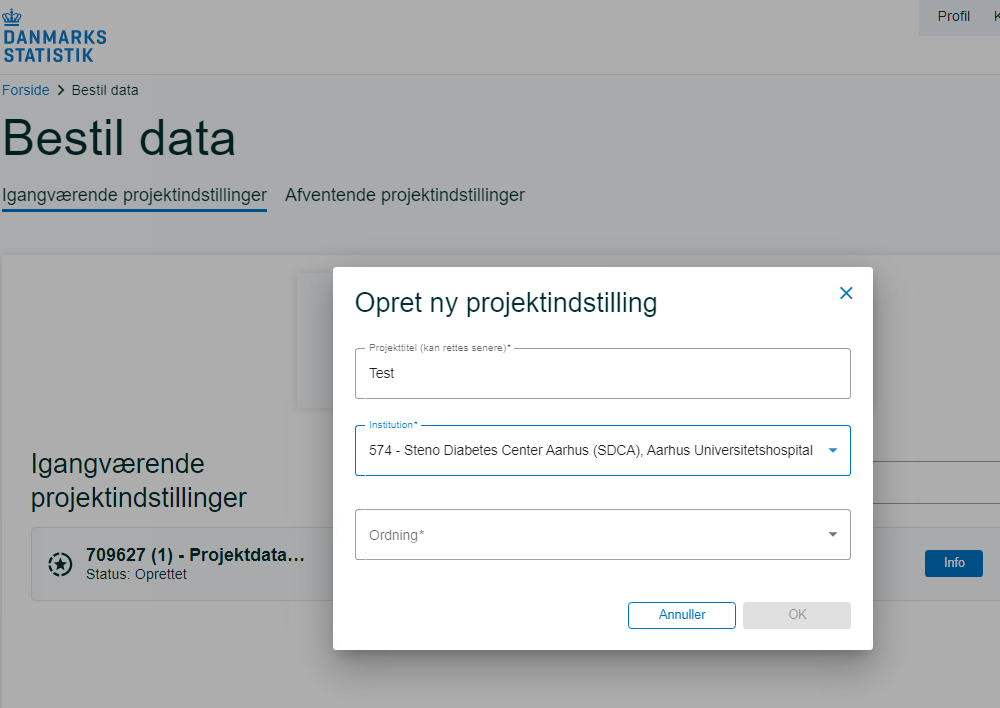 DANMARKS
STATISTIK
Profil K
Forside > Bestil data
Bestil data
Igangværende projektindstillinger Afventende projektindstillinger
Opret ny projektindstilling
Projekttitel (kan rettes senere)*
Test
Institution*
574 - Steno Diabetes Center Aarhus (SDCA), Aarhus Universitetshospital
Ordning*
Annuller OK
Igangværende
projektindstillinger
709627 (1) - Projektdata...
Status: Oprettet
Info